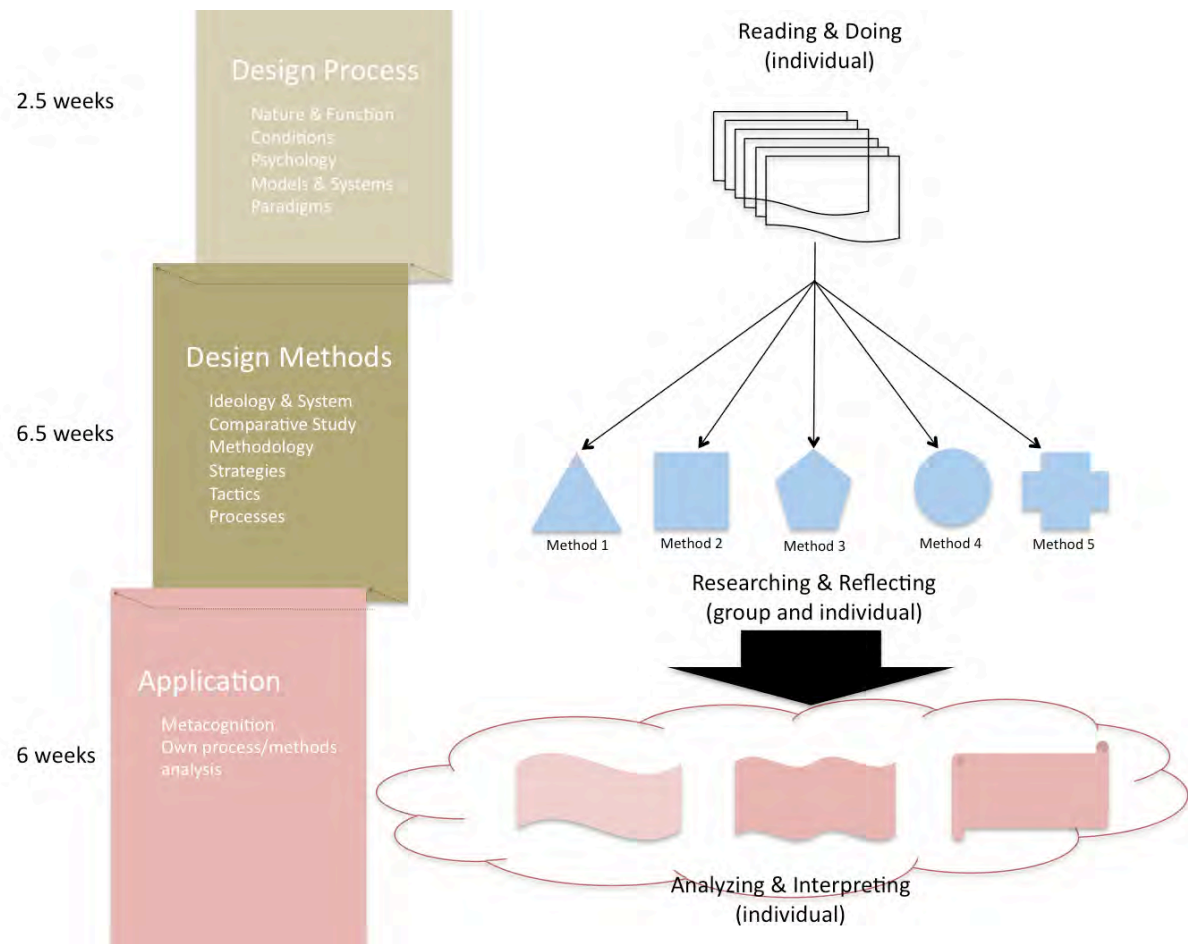 Reading & Doing
(individual)
2.5 weeks
Design Process
Nature & Function
Conditions
Psychology
Models & Systems
Paradigms
6.5 weeks
Design Methods
Ideology & System
Comparative Study
Methodology
Strategies
Tactics
Processes
Method 1
Method 2
Method 3
Method 4
Method 5
Researching & Reflecting
(group and individual)
6 weeks
Application
Metacognition
Own process/methods
analysis
Analyzing & Interpreting
(individual)